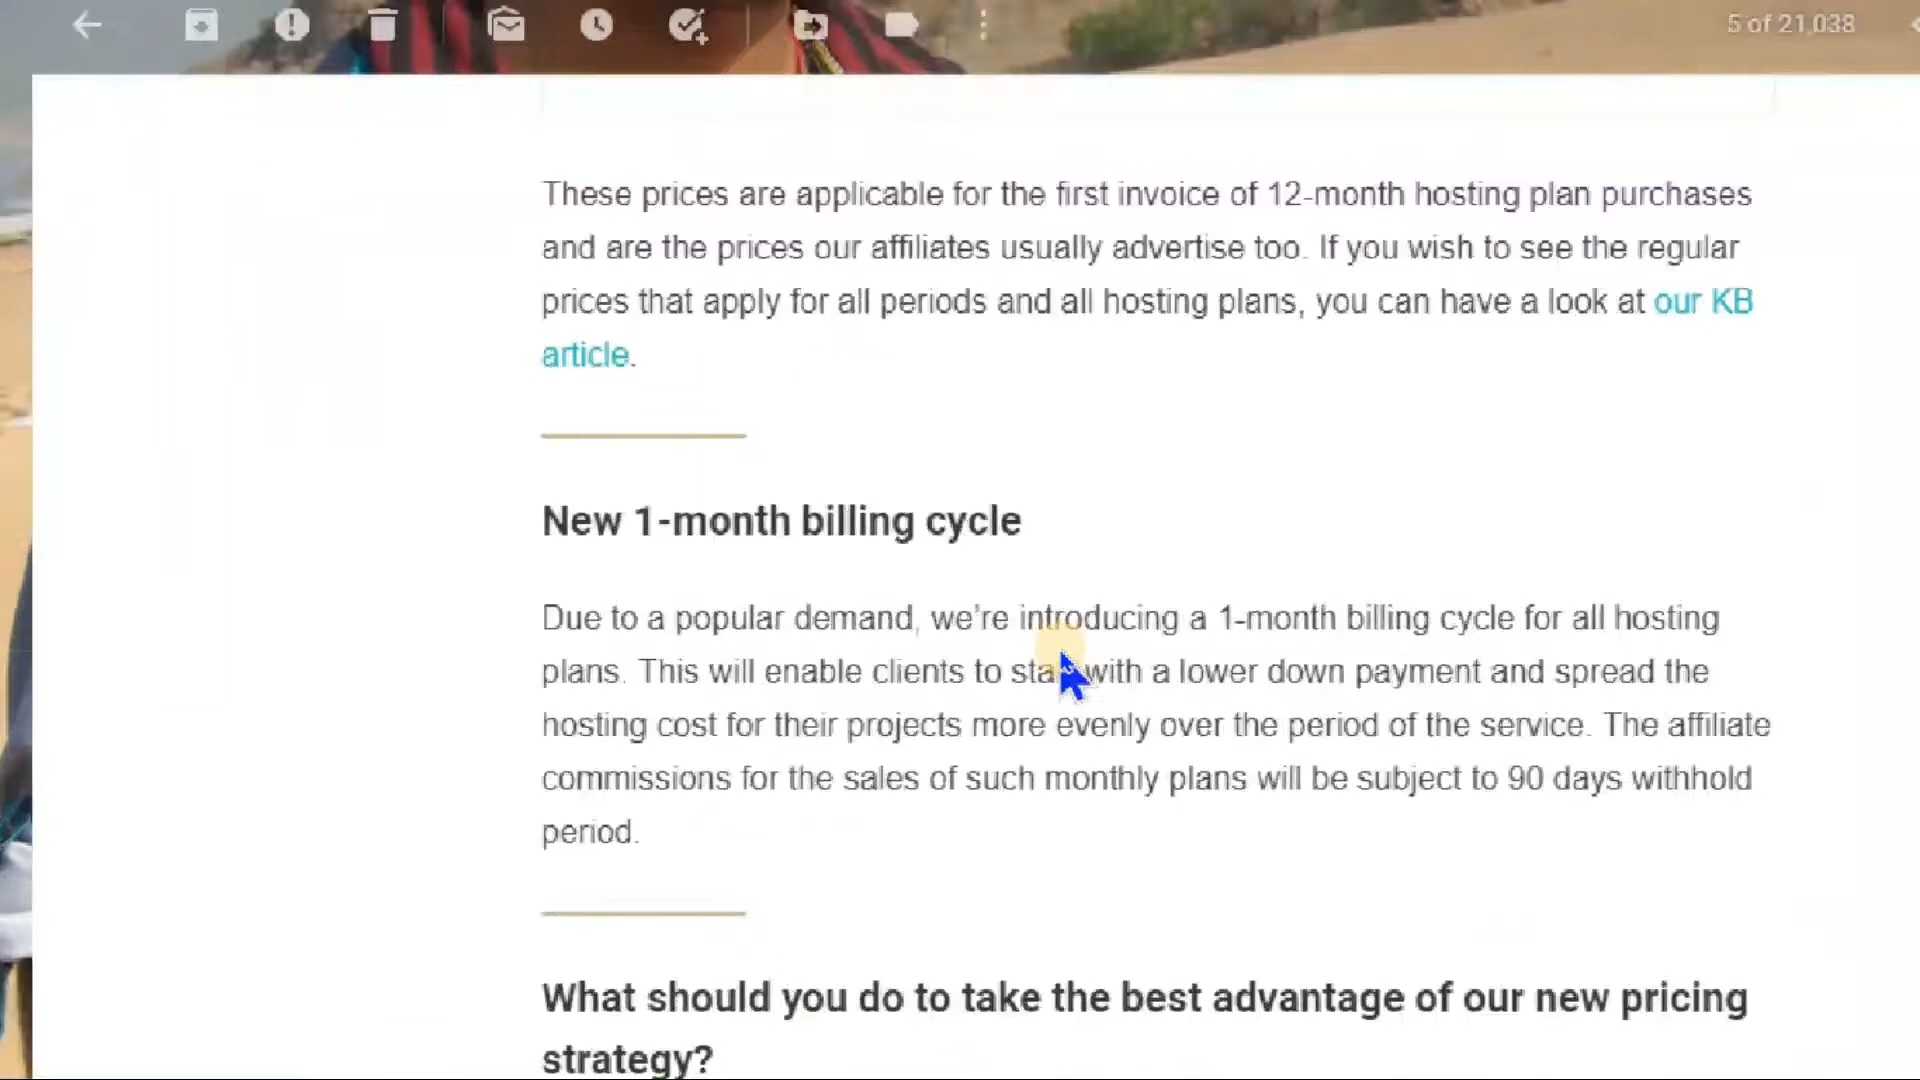 5 of 21,038
These prices are applicable for the first invoice of 12-month hosting plan purchases
and are the prices our affiliates usually advertise too. If you wish to see the regular
prices that apply for all periods and all hosting plans, you can have a look at our KB
article.
New 1-month billing cycle
Due to a popular demand, we're introducing a 1-month billing cycle for all hosting
plans. This will enable clients to start with a lower down payment and spread the
hosting cost for their projects more evenly over the period of the service. The affiliate
commissions for the sales of such monthly plans will be subject to 90 days withhold
period.
What should you do to take the best advantage of our new pricing
strategy?